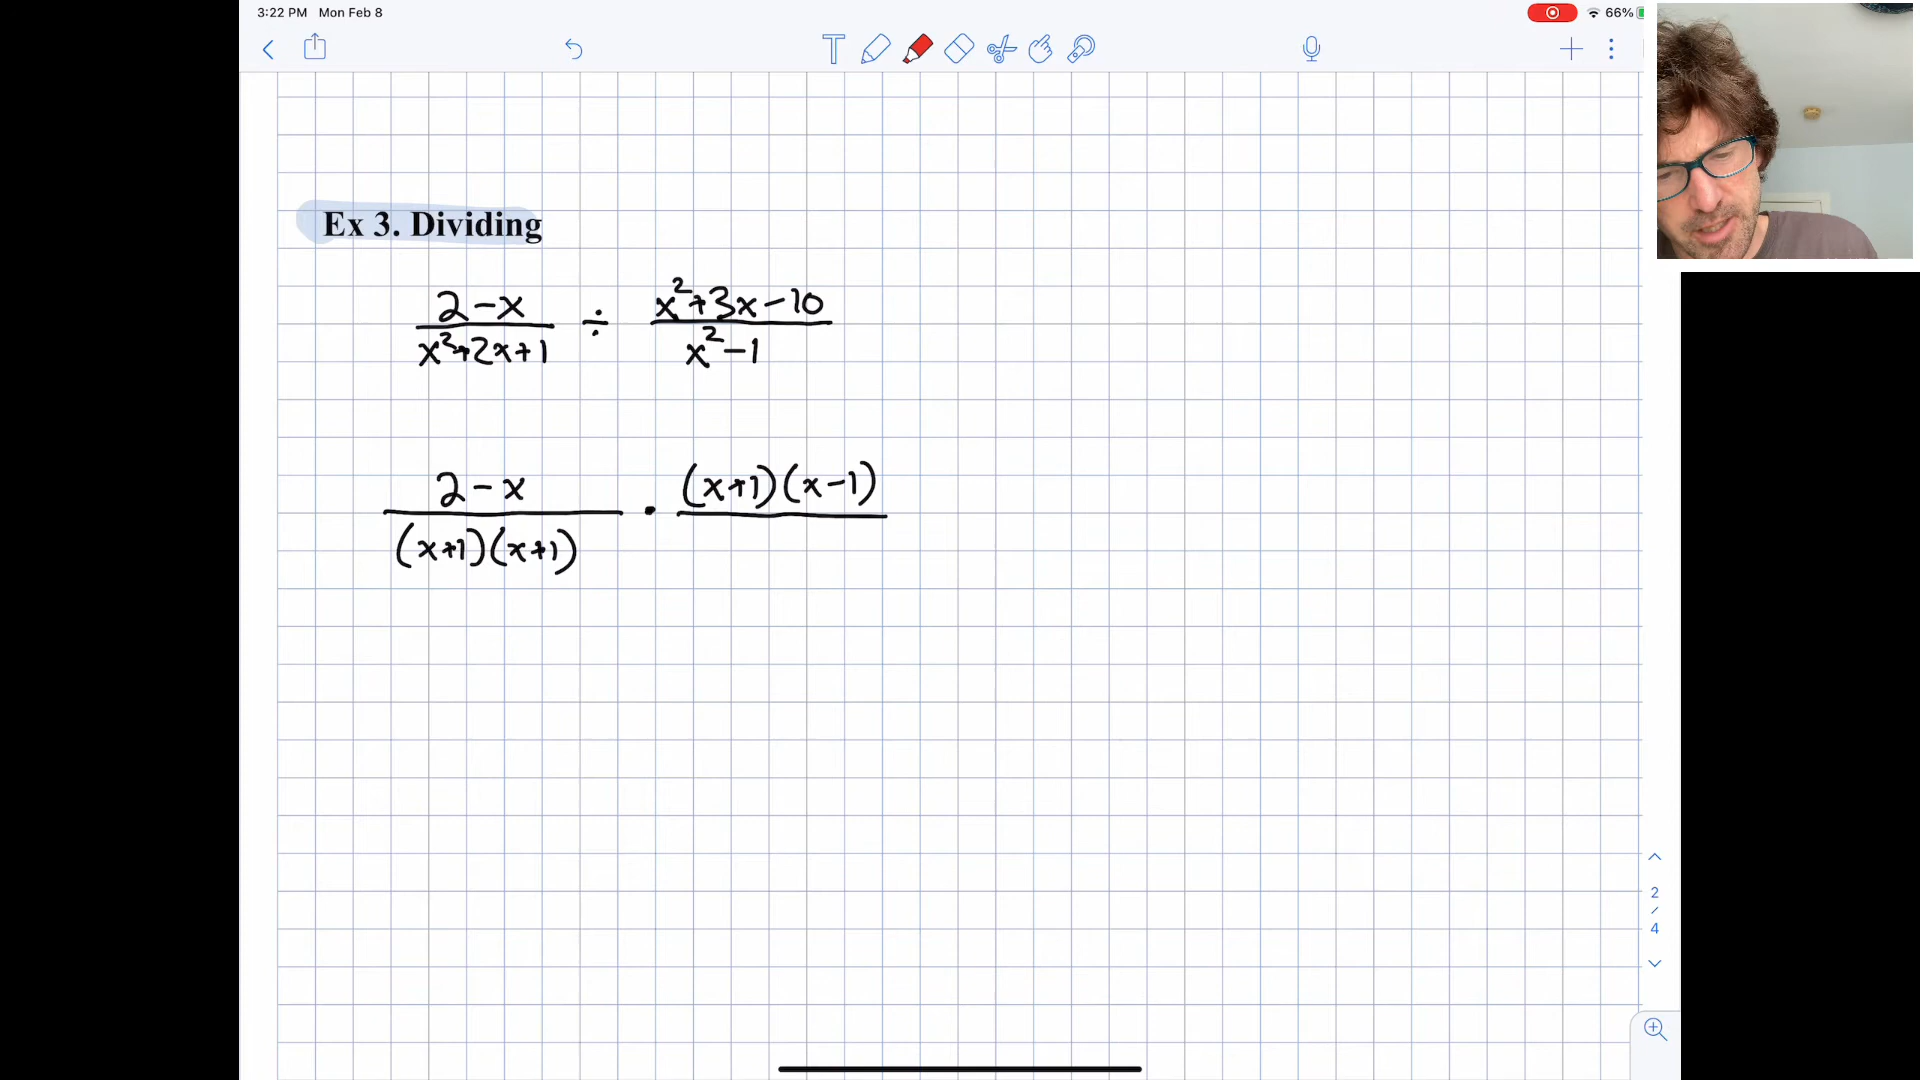 3:22 PM Mon Feb 8
66%
T
Ex 3. Dividing
2 - x x² + 3x - 10
÷
x² + 2x + 1 x² - 1
2 - x (x+1)(x-1)
·
(x+1)(x+1)
2
/
4